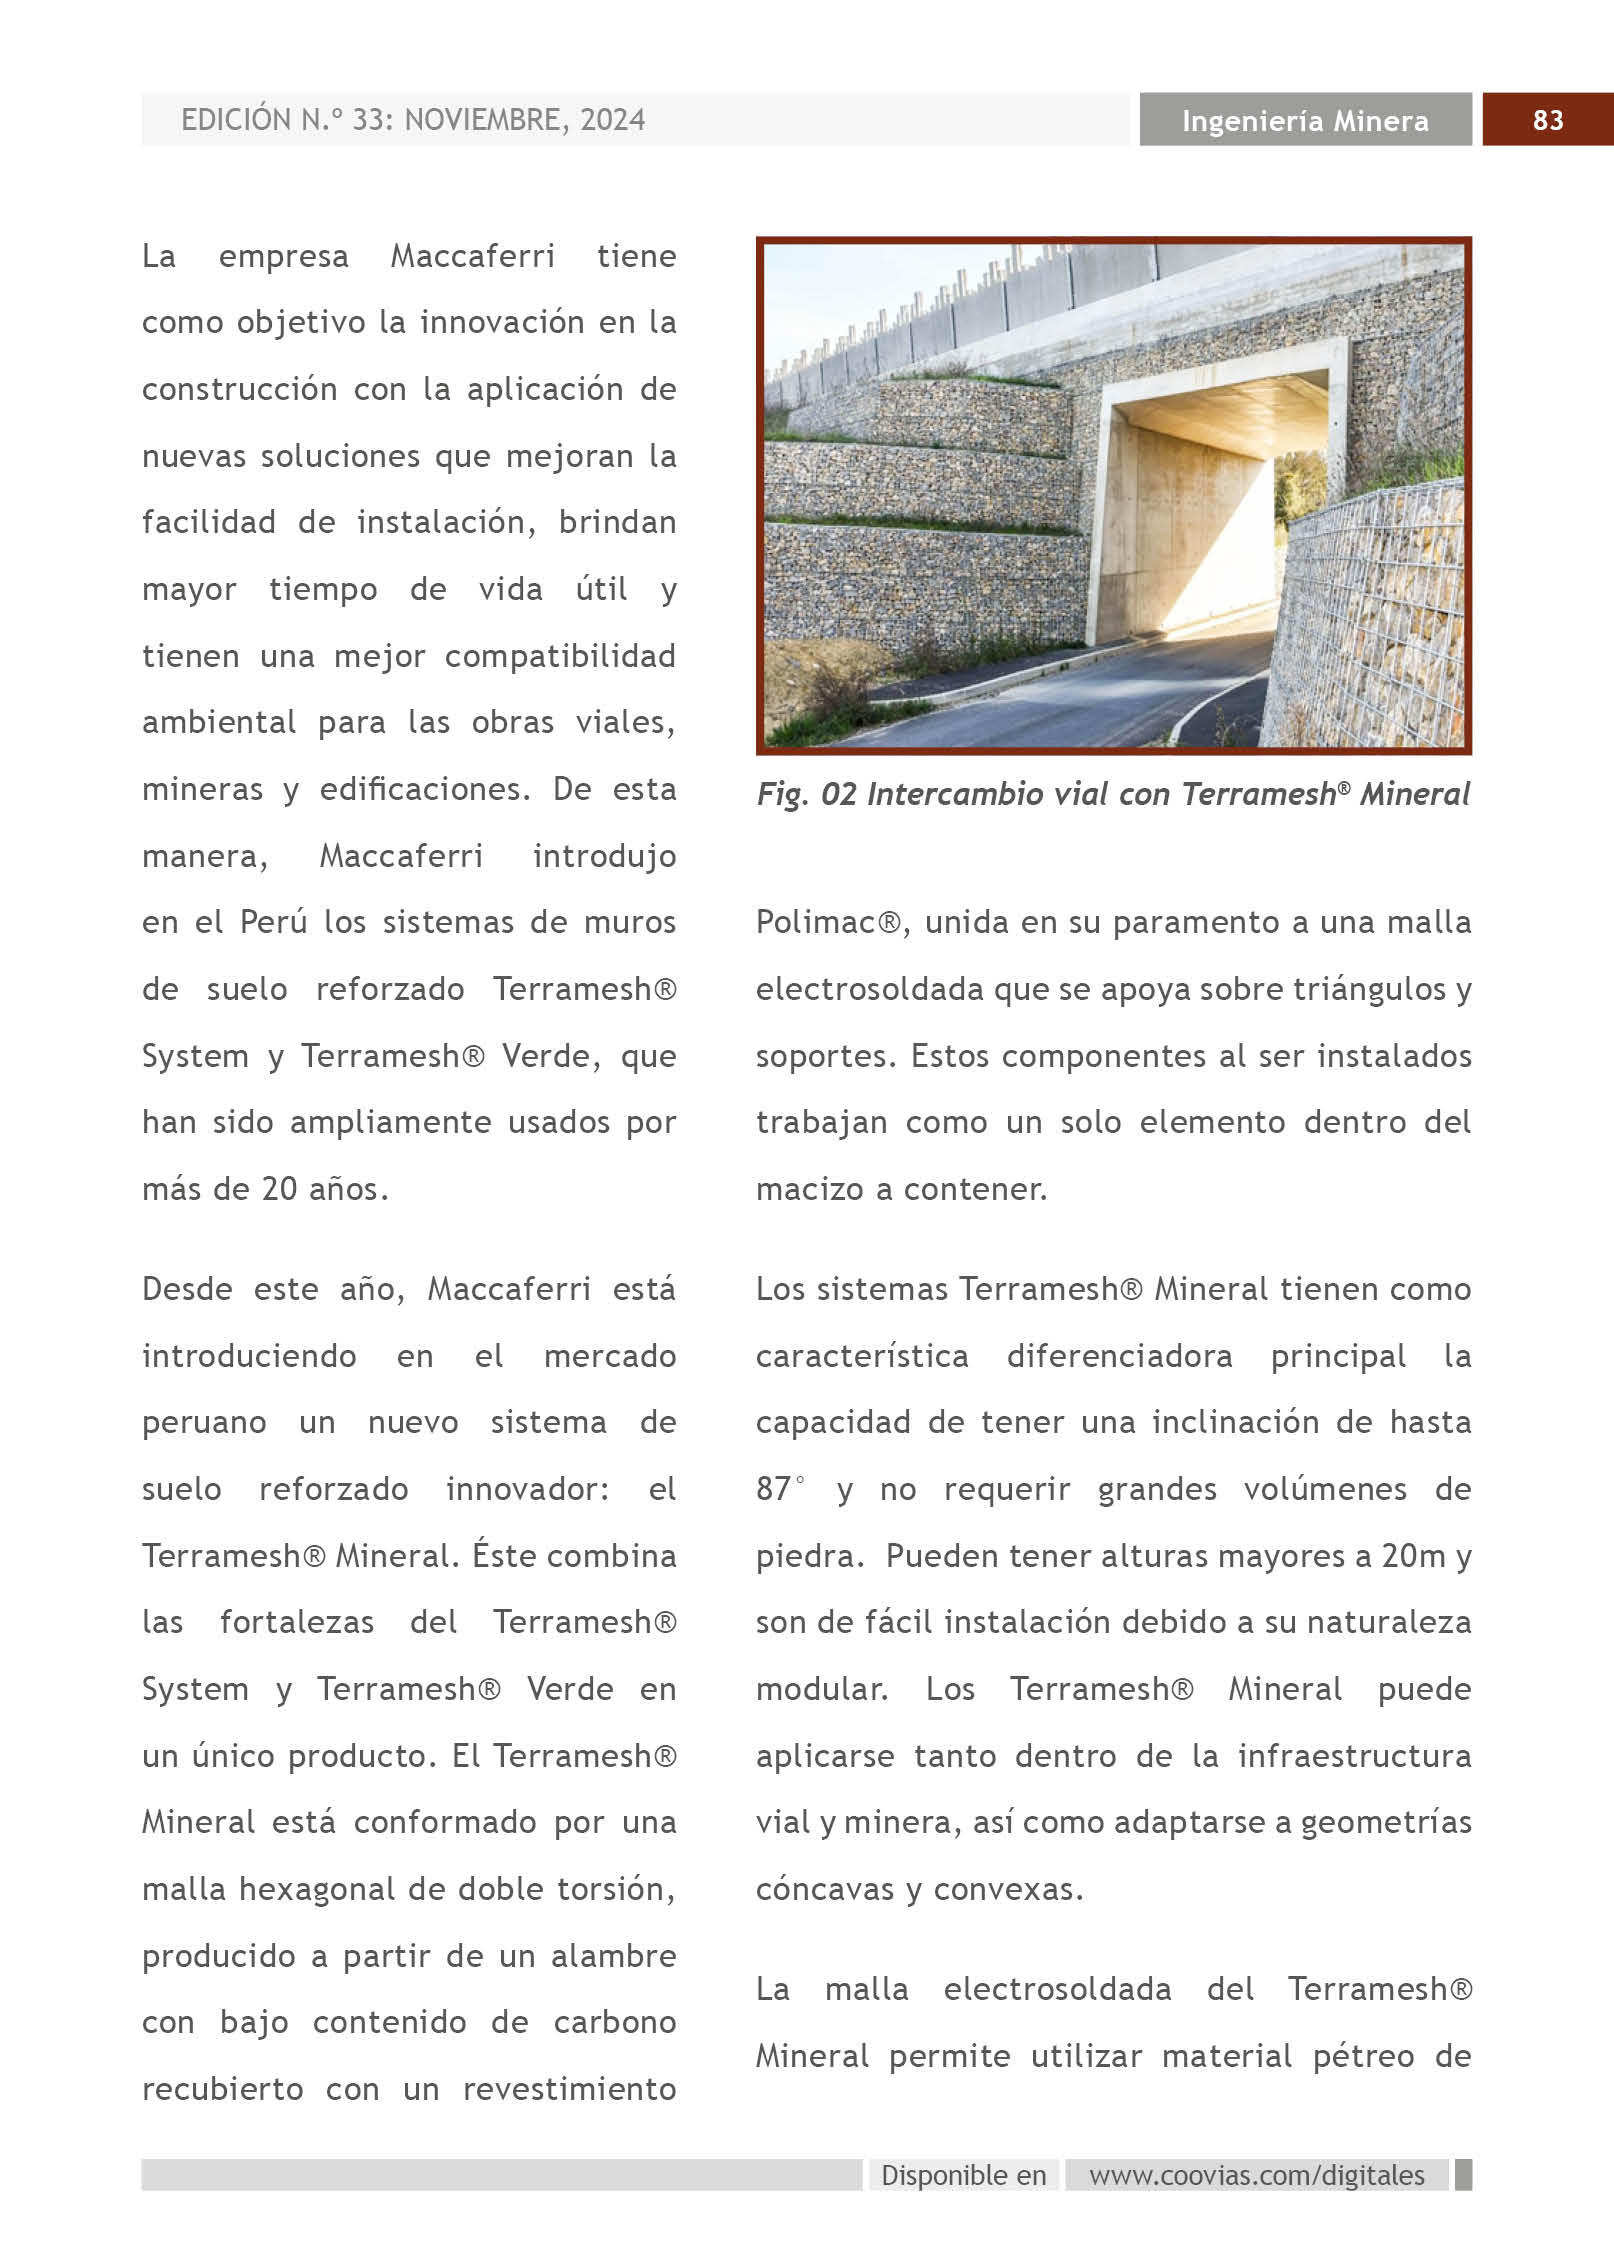 EDICIÓN N.º 33: NOVIEMBRE, 2024
Ingeniería Minera
83
La empresa Maccaferri tiene
como objetivo la innovación en la
construcción con la aplicación de
nuevas soluciones que mejoran la
facilidad de instalación, brindan
mayor tiempo de vida útil y
tienen una mejor compatibilidad
ambiental para las obras viales,
mineras y edificaciones. De esta
manera, Maccaferri introdujo
en el Perú los sistemas de muros
de suelo reforzado Terramesh®
System y Terramesh® Verde, que
han sido ampliamente usados por
más de 20 años.
Desde este año, Maccaferri está
introduciendo en el mercado
peruano un nuevo sistema de
suelo reforzado innovador: el
Terramesh® Mineral. Éste combina
las fortalezas del Terramesh®
System y Terramesh® Verde en
un único producto. El Terramesh®
Mineral está conformado por una
malla hexagonal de doble torsión,
producido a partir de un alambre
con bajo contenido de carbono
recubierto con un revestimiento
Fig. 02 Intercambio vial con Terramesh® Mineral
Polimac®, unida en su paramento a una malla
electrosoldada que se apoya sobre triángulos y
soportes. Estos componentes al ser instalados
trabajan como un solo elemento dentro del
macizo a contener.
Los sistemas Terramesh® Mineral tienen como
característica diferenciadora principal la
capacidad de tener una inclinación de hasta
87° y no requerir grandes volúmenes de
piedra. Pueden tener alturas mayores a 20m y
son de fácil instalación debido a su naturaleza
modular. Los Terramesh® Mineral puede
aplicarse tanto dentro de la infraestructura
vial y minera, así como adaptarse a geometrías
cóncavas y convexas.
La malla electrosoldada del Terramesh®
Mineral permite utilizar material pétreo de
Disponible en
www.coovias.com/digitales